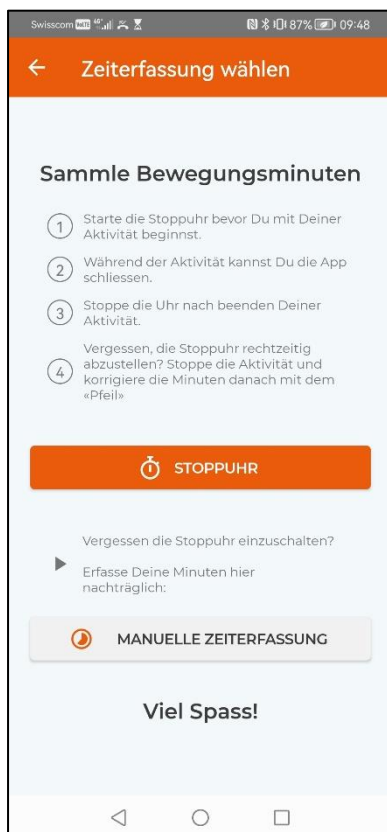 Swisscom VoLTE 4G 87% 09:48
Zeiterfassung wählen
Sammle Bewegungsminuten
1 Starte die Stoppuhr bevor Du mit Deiner
Aktivität beginnst.
2 Während der Aktivität kannst Du die App
schliessen.
3 Stoppe die Uhr nach beenden Deiner
Aktivität.
4 Vergessen, die Stoppuhr rechtzeitig
abzustellen? Stoppe die Aktivität und
korrigiere die Minuten danach mit dem
«Pfeil»
STOPPUHR
Vergessen die Stoppuhr einzuschalten?
Erfasse Deine Minuten hier
nachträglich:
MANUELLE ZEITERFASSUNG
Viel Spass!